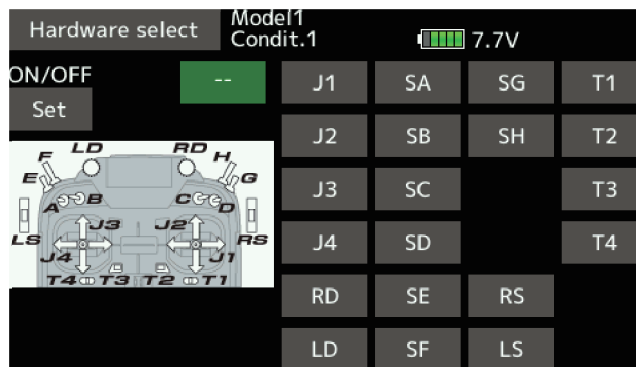 Hardware select
Model1
Condit.1
7.7V
ON/OFF
--
Set
J1 SA SG T1
J2 SB SH T2
J3 SC T3
J4 SD T4
RD SE RS
LD SF LS
LD RD
F H
E G
A B C D
J3 J2
LS RS
J4 J1
T4 T3 T2 T1